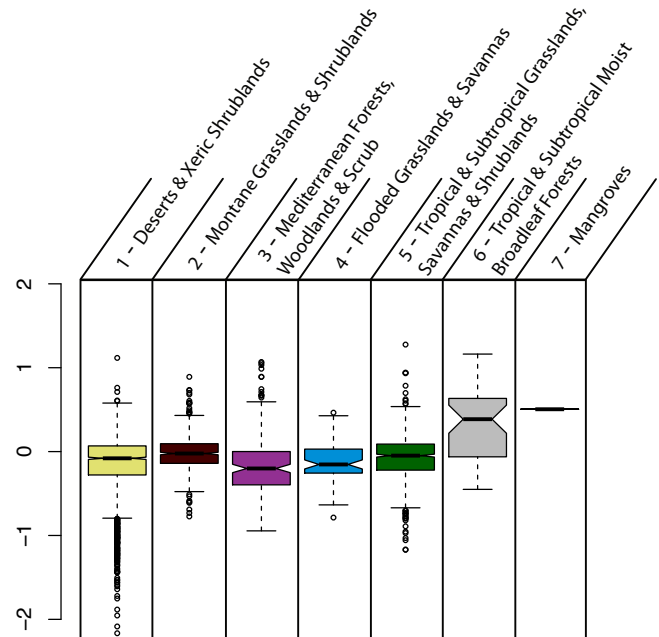 1 - Deserts & Xeric Shrublands
2 - Montane Grasslands & Shrublands
3 - Mediterranean Forests,
Woodlands & Scrub
4 - Flooded Grasslands & Savannas
5 - Tropical & Subtropical Grasslands,
Savannas & Shrublands
6 - Tropical & Subtropical Moist
Broadleaf Forests
7 - Mangroves
2
1
0
-1
-2